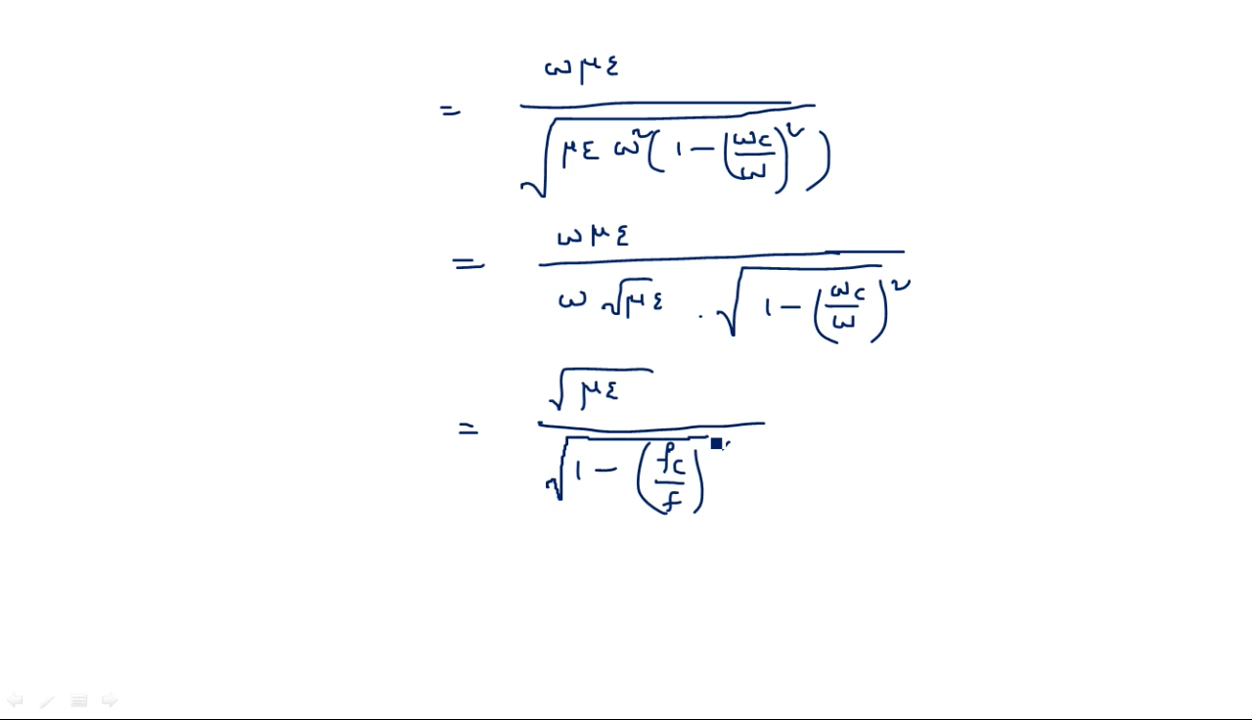 = ωμε / √(με ω²(1 − (ωc/ω)²))
= ωμε / (ω √με . √(1 − (ωc/ω)²))
= √με / √(1 − (fc/f)